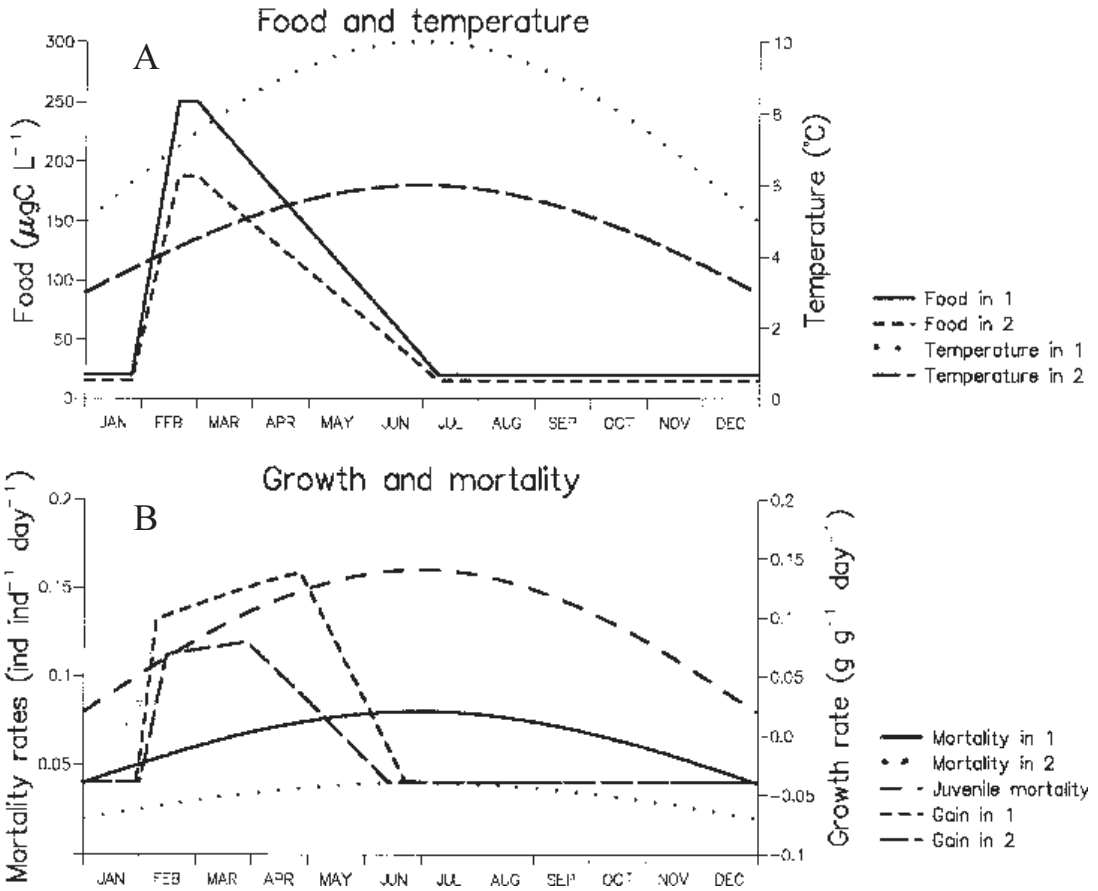 Food and temperature
A
300
250
200
150
100
50
0
Food (µgC L⁻¹)
10
8
6
4
2
0
Temperature (°C)
JAN FEB MAR APR MAY JUN JUL AUG SEP OCT NOV DEC
Food in 1
Food in 2
Temperature in 1
Temperature in 2
Growth and mortality
B
0.2
0.15
0.1
0.05
Mortality rates (ind ind⁻¹ day⁻¹)
0.2
0.15
0.1
0.05
0.0
-0.05
-0.1
Growth rate (g g⁻¹ day⁻¹)
JAN FEB MAR APR MAY JUN JUL AUG SEP OCT NOV DEC
Mortality in 1
Mortality in 2
Juvenile mortality
Gain in 1
Gain in 2